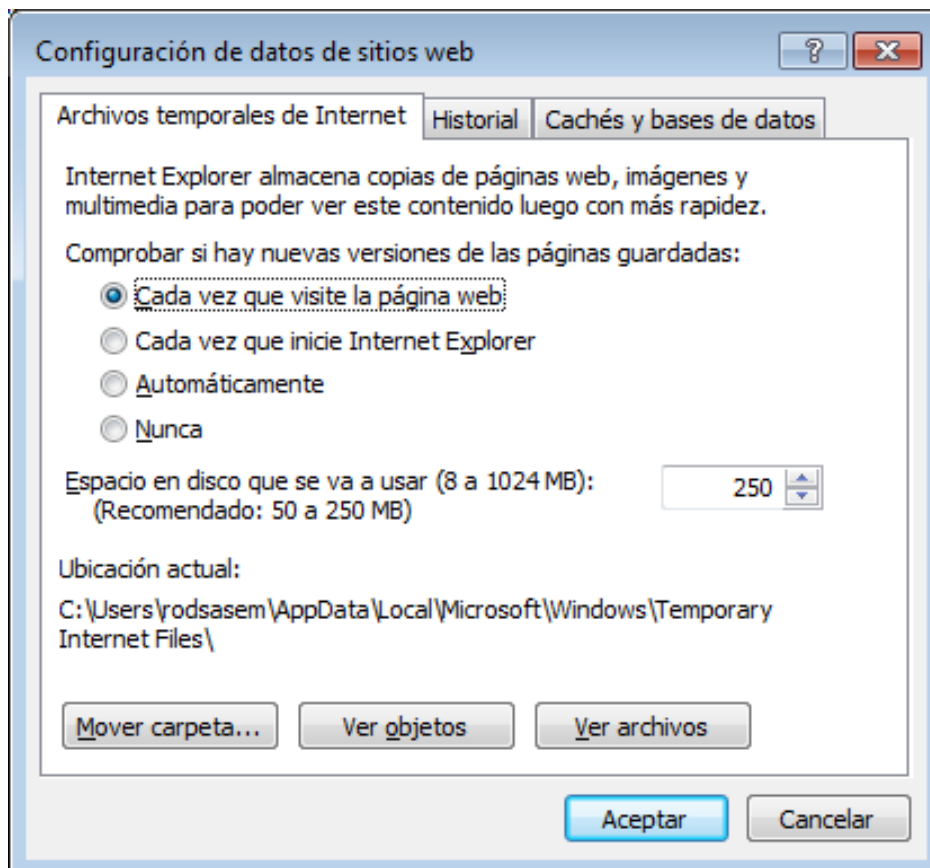 Configuración de datos de sitios web
Archivos temporales de Internet
Historial
Cachés y bases de datos
Internet Explorer almacena copias de páginas web, imágenes y
multimedia para poder ver este contenido luego con más rapidez.
Comprobar si hay nuevas versiones de las páginas guardadas:
Cada vez que visite la página web
Cada vez que inicie Internet Explorer
Automáticamente
Nunca
Espacio en disco que se va a usar (8 a 1024 MB):
250
(Recomendado: 50 a 250 MB)
Ubicación actual:
C:\Users\rodsasem\AppData\Local\Microsoft\Windows\Temporary
Internet Files\
Mover carpeta...
Ver objetos
Ver archivos
Aceptar
Cancelar